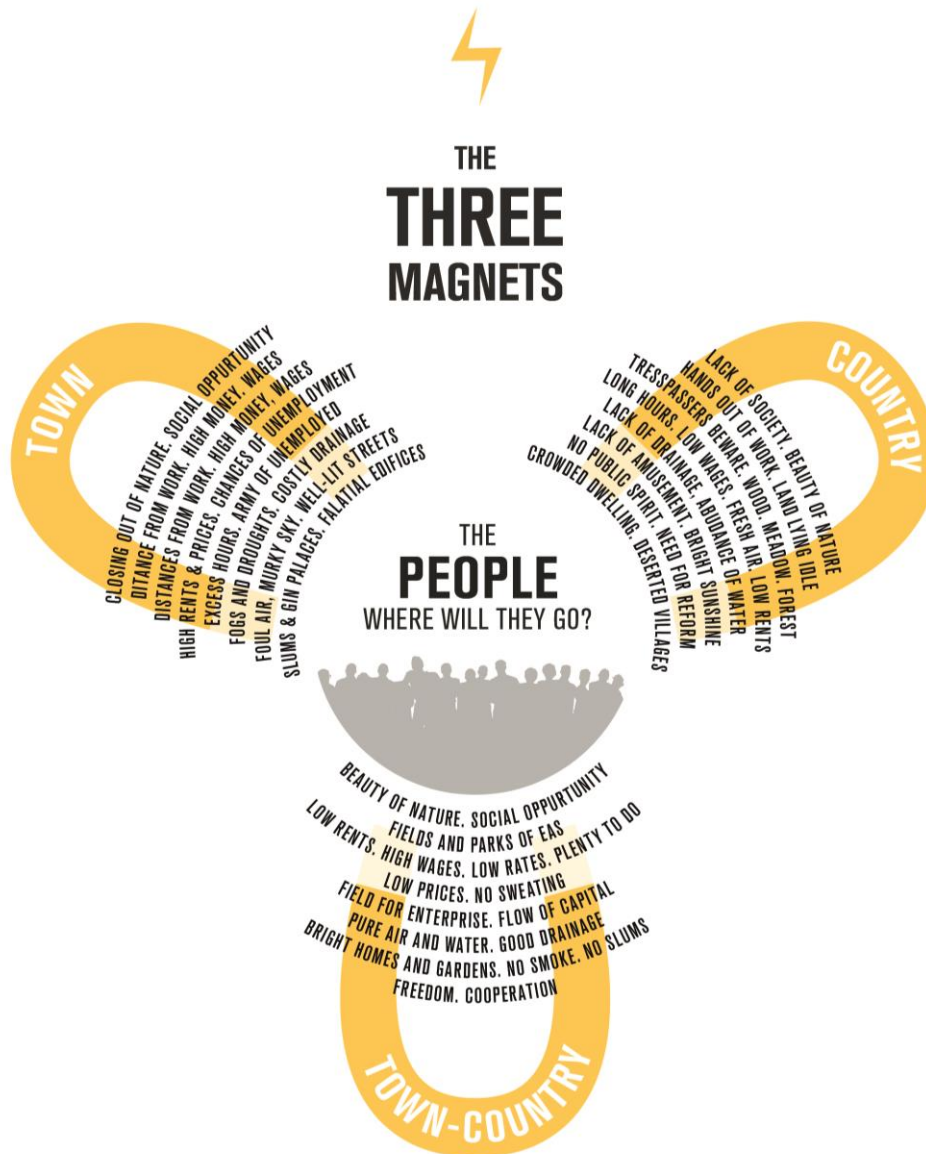 THE
THREE
MAGNETS
TOWN
CLOSING OUT OF NATURE. SOCIAL OPPURTUNITY
DITANCE FROM WORK. HIGH MONEY, WAGES
DISTANCES FROM WORK. HIGH MONEY, WAGES
HIGH RENTS & PRICES. CHANCES OF UNEMPLOYMENT
EXCESS HOURS. ARMY OF UNEMPLOYED
FOGS AND DROUGHTS. COSTLY DRAINAGE
FOUL AIR, MURKY SKY. WELL-LIT STREETS
SLUMS & GIN PALACES, FALATIAL EDIFICES
COUNTRY
LACK OF SOCIETY, BEAUTY OF NATURE
HANDS OUT OF WORK, LAND LYING IDLE
TRESSPASSERS BEWARE. WOOD. MEADOW. FOREST
LONG HOURS. LOW WAGES, FRESH AIR. LOW RENTS
LACK OF DRAINAGE, ABUDANCE OF WATER
LACK OF AMUSEMENT. BRIGHT SUNSHINE
NO PUBLIC SPIRIT. NEED FOR REFORM
CROWDED DWELLING, DESERTED VILLAGES
THE
PEOPLE
WHERE WILL THEY GO?
BEAUTY OF NATURE. SOCIAL OPPURTUNITY
FIELDS AND PARKS OF EAS
LOW RENTS. HIGH WAGES. LOW RATES. PLENTY TO DO
LOW PRICES. NO SWEATING
FIELD FOR ENTERPRISE. FLOW OF CAPITAL
PURE AIR AND WATER. GOOD DRAINAGE
BRIGHT HOMES AND GARDENS. NO SMOKE. NO SLUMS
FREEDOM. COOPERATION
TOWN-COUNTRY